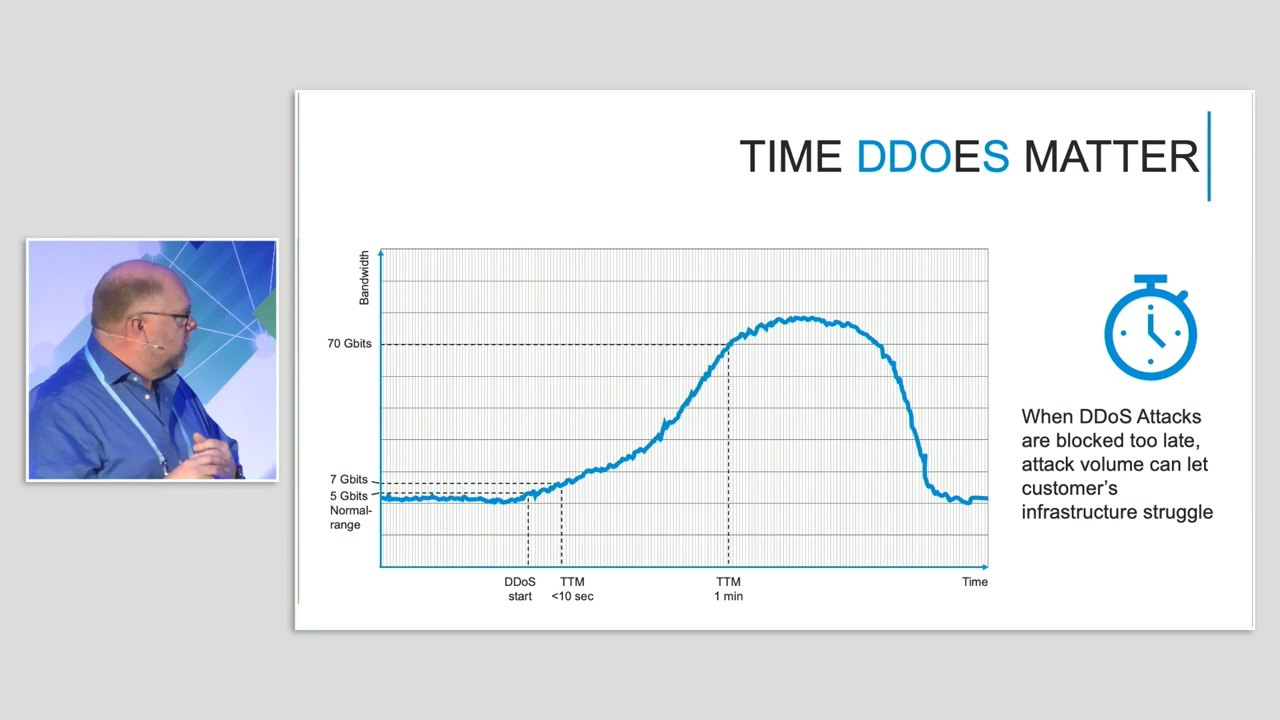 TIME DDOES MATTER
Bandwidth
70 Gbits
7 Gbits
5 Gbits
Normal-
range
DDoS
start
TTM
<10 sec
TTM
1 min
Time
When DDoS Attacks
are blocked too late,
attack volume can let
customer's
infrastructure struggle